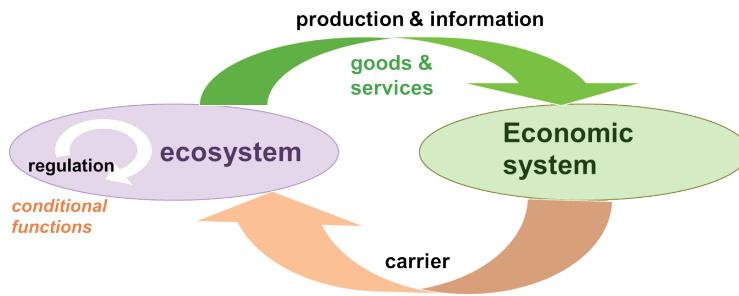 production & information
goods &
services
Economic
system
ecosystem
regulation
conditional
functions
carrier